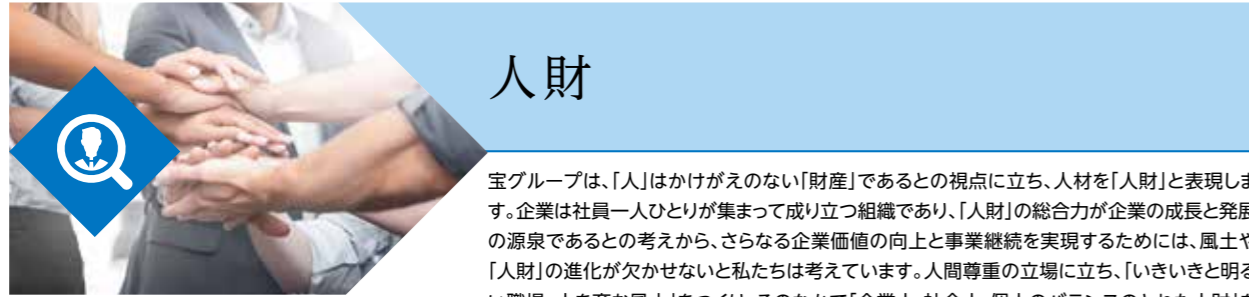 人財
宝グループは、「人」はかけがえのない「財産」であるとの視点に立ち、人材を「人財」と表現しま
す。企業は社員一人ひとりが集まって成り立つ組織であり、「人財」の総合力が企業の成長と発展
の源泉であるとの考えから、さらなる企業価値の向上と事業継続を実現するためには、風土や
「人財」の進化が欠かせないと私たちは考えています。人間尊重の立場に立ち、「いきいきと明る